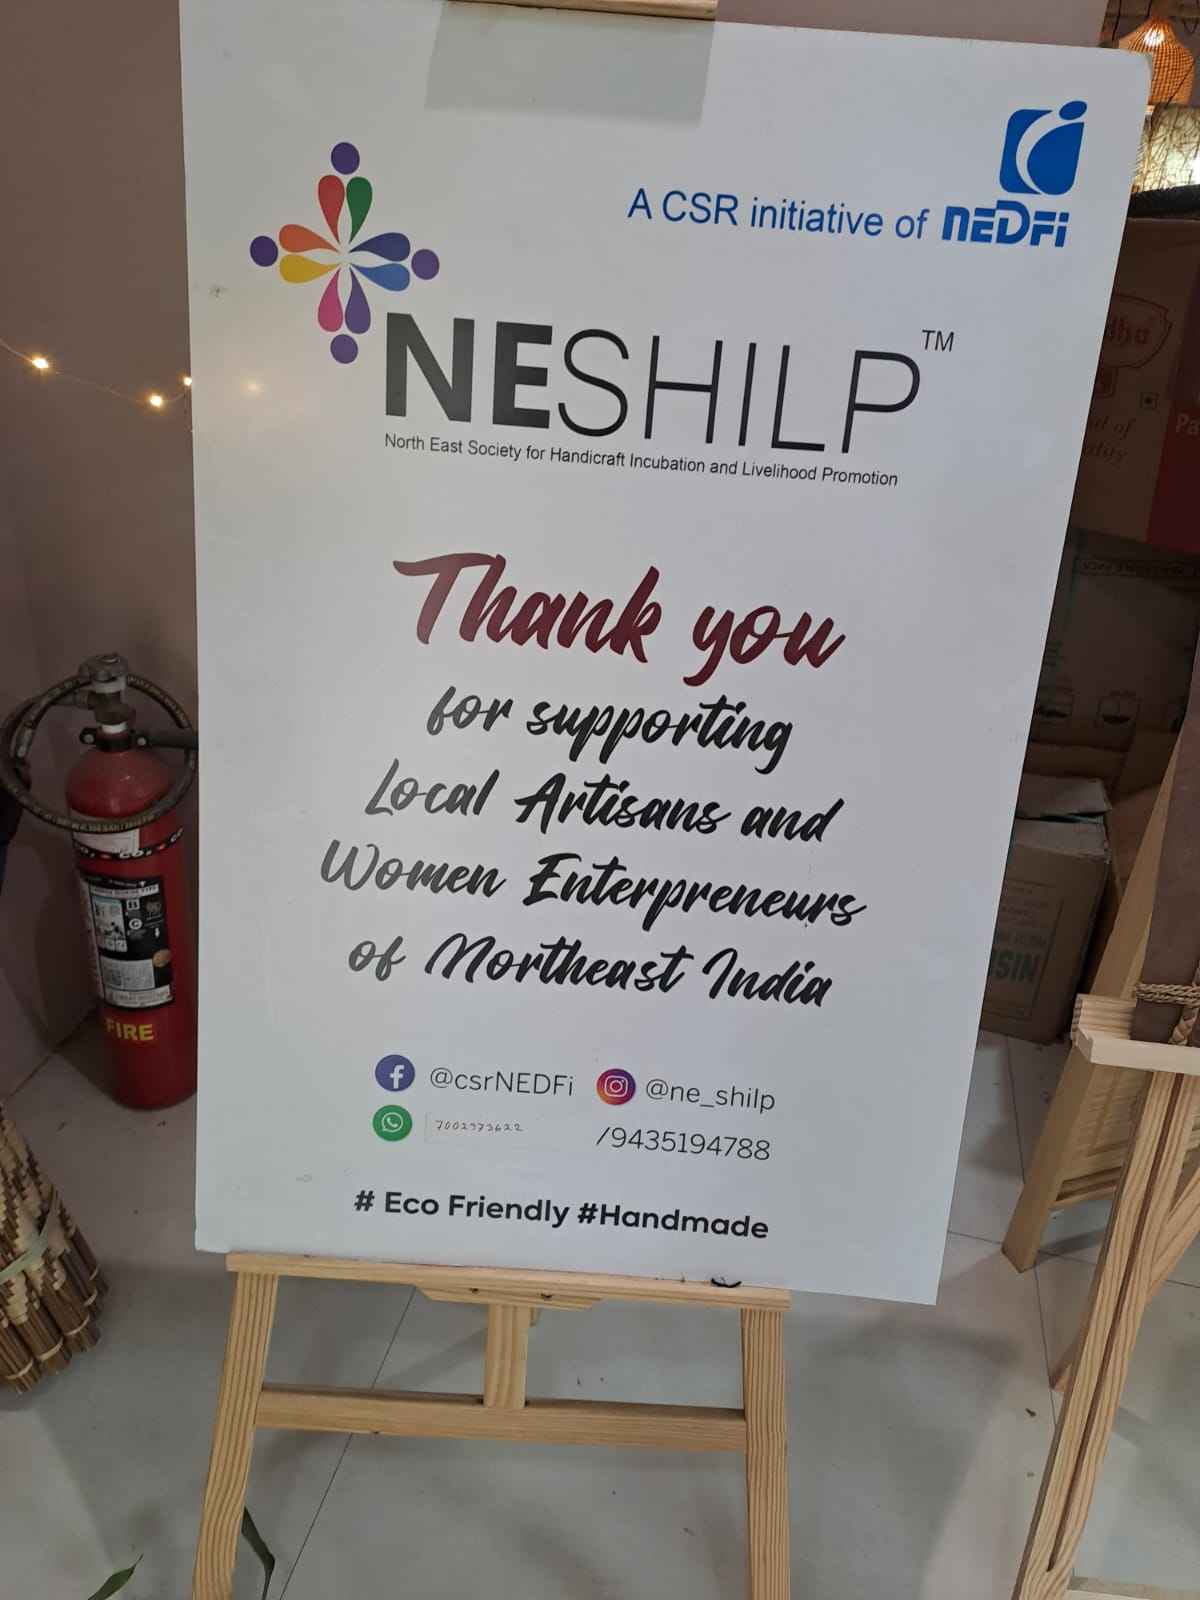 A CSR initiative of NEDFi
NESHILP™
North East Society for Handicraft Incubation and Livelihood Promotion
Thank you
for supporting
Local Artisans and
Women Enterpreneurs
of Northeast India
@csrNEDFi @ne_shilp
/9435194788
# Eco Friendly #Handmade
FIRE